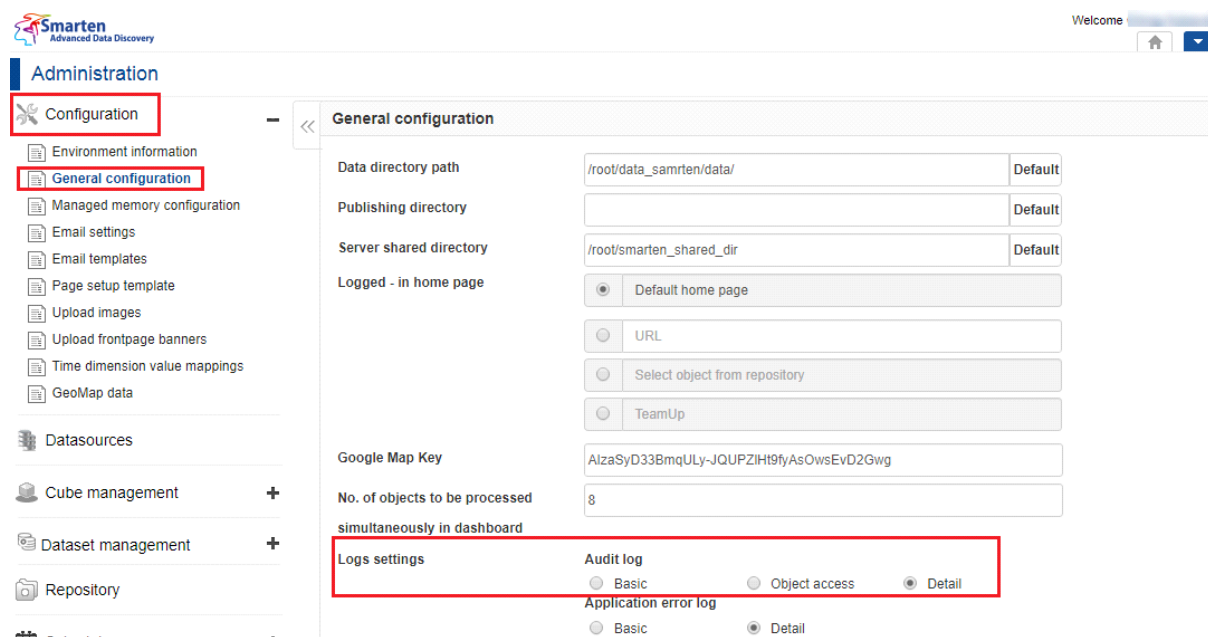 Smarten
Advanced Data Discovery
Welcome
Administration
Configuration
Environment information
General configuration
Managed memory configuration
Email settings
Email templates
Page setup template
Upload images
Upload frontpage banners
Time dimension value mappings
GeoMap data
Datasources
Cube management
Dataset management
Repository
General configuration
Data directory path
/root/data_samrten/data/ Default
Publishing directory
Default
Server shared directory
/root/smarten_shared_dir Default
Logged - in home page
Default home page
URL
Select object from repository
TeamUp
Google Map Key
AIzaSyD33BmqULy-JQUPZIHt9fyAsOwsEvD2Gwg
No. of objects to be processed
8
simultaneously in dashboard
Logs settings
Audit log
Basic Object access Detail
Application error log
Basic Detail